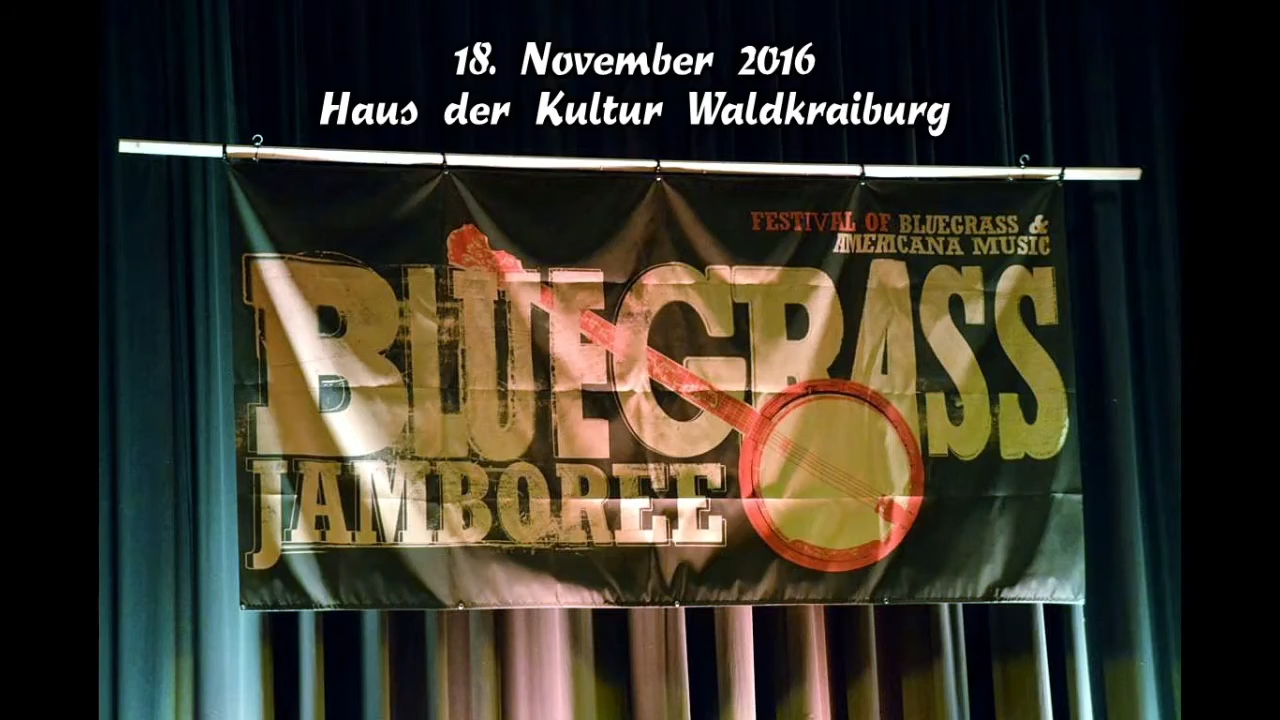 18. November 2016
Haus der Kultur Waldkraiburg
FESTIVAL OF BLUEGRASS &
AMERICANA MUSIC
BLUEGRASS
JAMBOREE